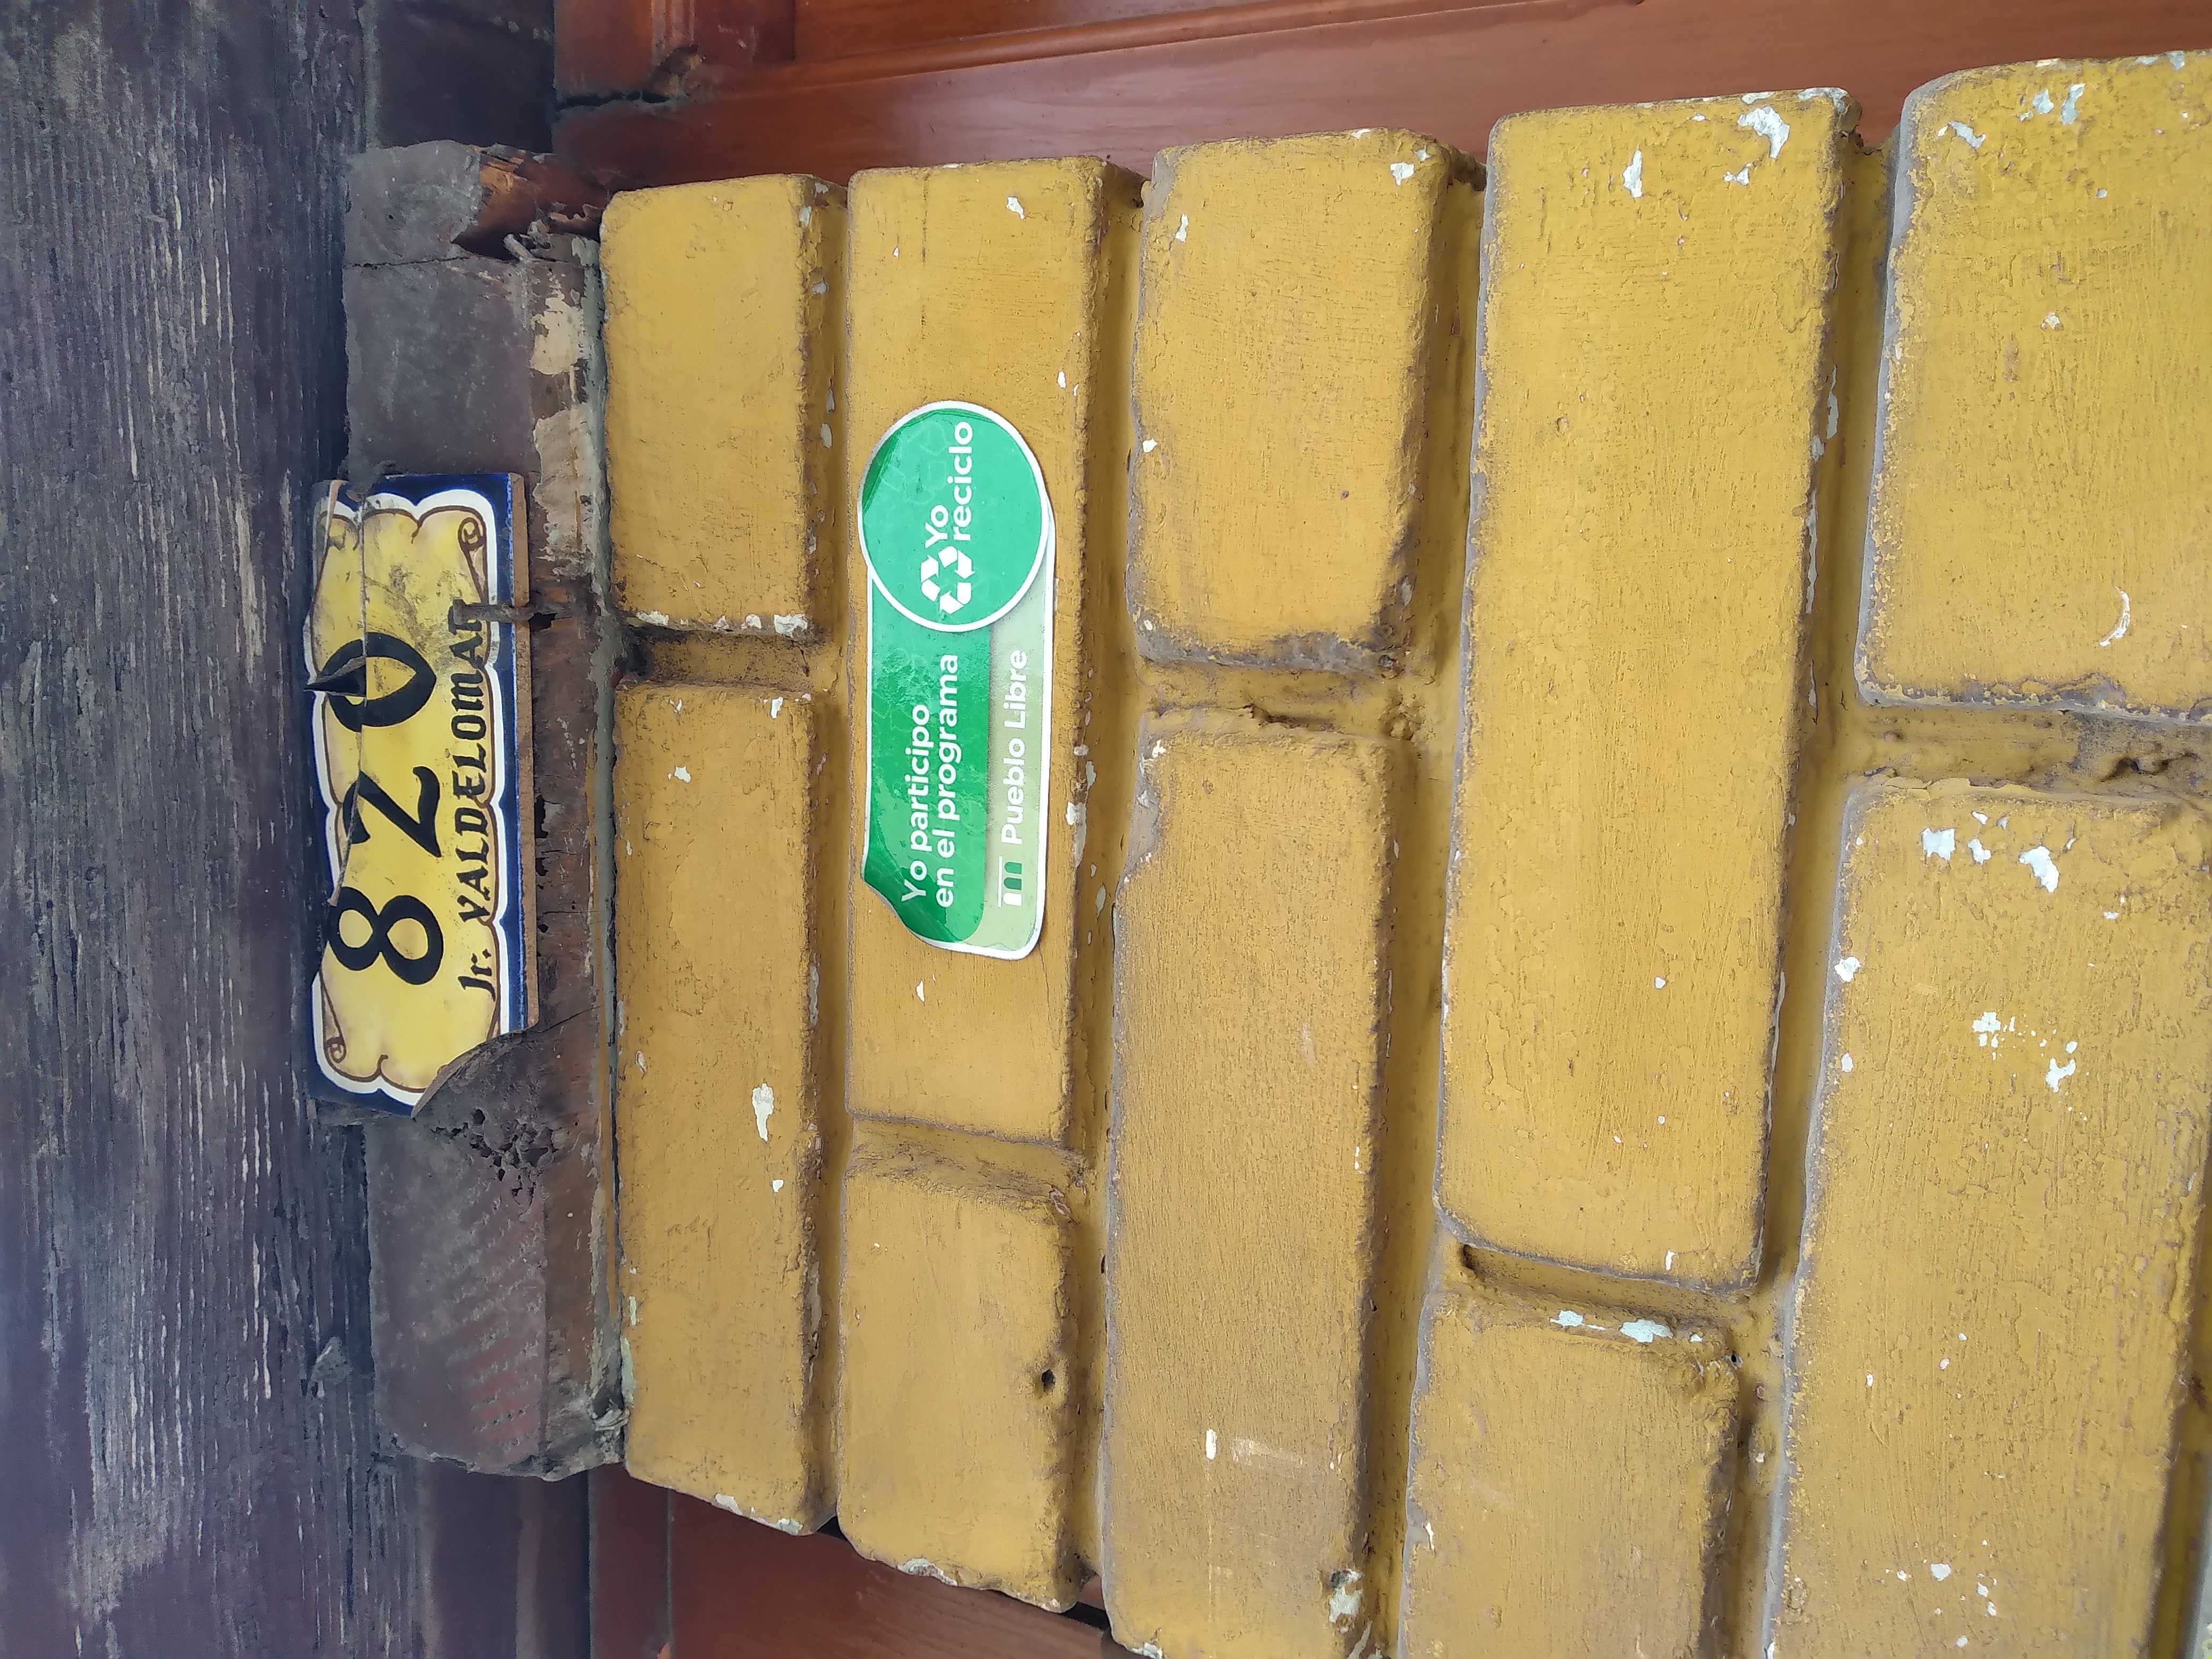 820
Jr. VALDELOMAR
Yo participo
en el programa
Yo
reciclo
Pueblo Libre